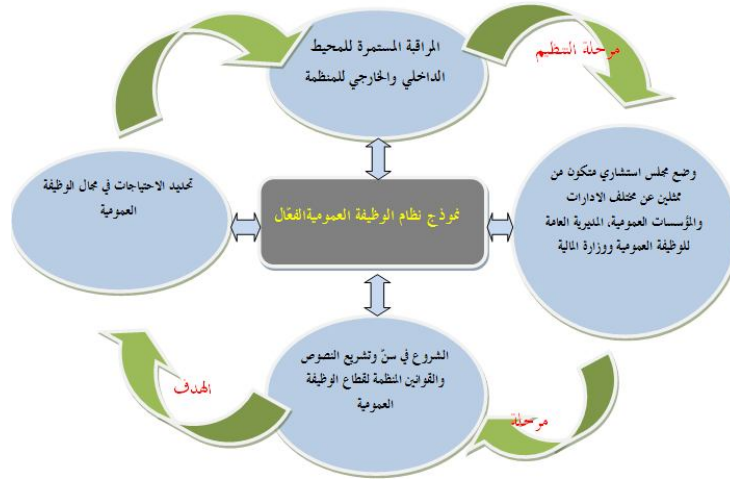 المراقبة المستمرة للمحيط
الداخلي والخارجي للمنظمة
مرحلة التنظيم
وضع مجلس استشاري متكون من
ممثلين عن مختلف الادارات
والمؤسسات العمومية، المديرية العامة
للوظيفة العمومية ووزارة المالية
تحديد الاحتياجات في مجال الوظيفة
العمومية
نموذج نظام الوظيفة العموميةالفعّال
الشروع في سنّ وتشريع النصوص
والقوانين المنظمة لقطاع الوظيفة
العمومية
مرحلة
الهدف